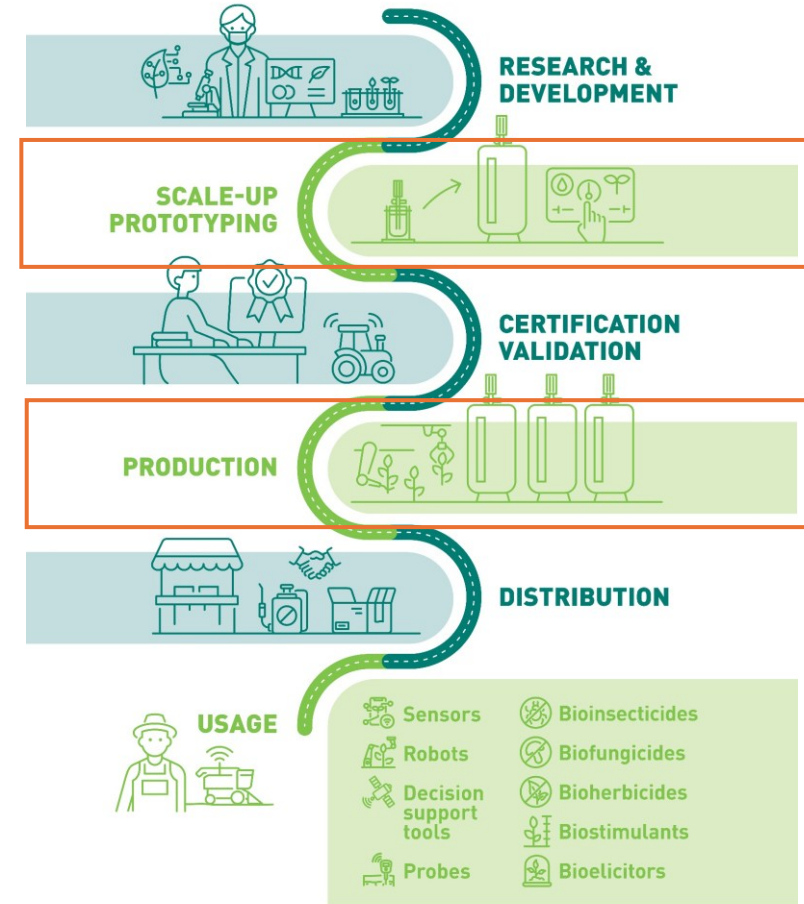 RESEARCH &
DEVELOPMENT
SCALE-UP
PROTOTYPING
CERTIFICATION
VALIDATION
PRODUCTION
DISTRIBUTION
USAGE
Sensors
Robots
Decision
support
tools
Probes
Bioinsecticides
Biofungicides
Bioherbicides
Biostimulants
Bioelicitors